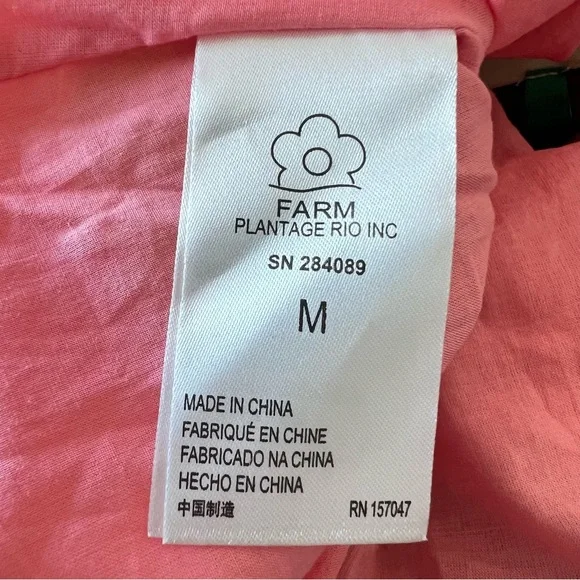 FARM
PLANTAGE RIO INC
SN 284089
M
MADE IN CHINA
FABRIQUÉ EN CHINE
FABRICADO NA CHINA
HECHO EN CHINA
中国制造 RN 157047